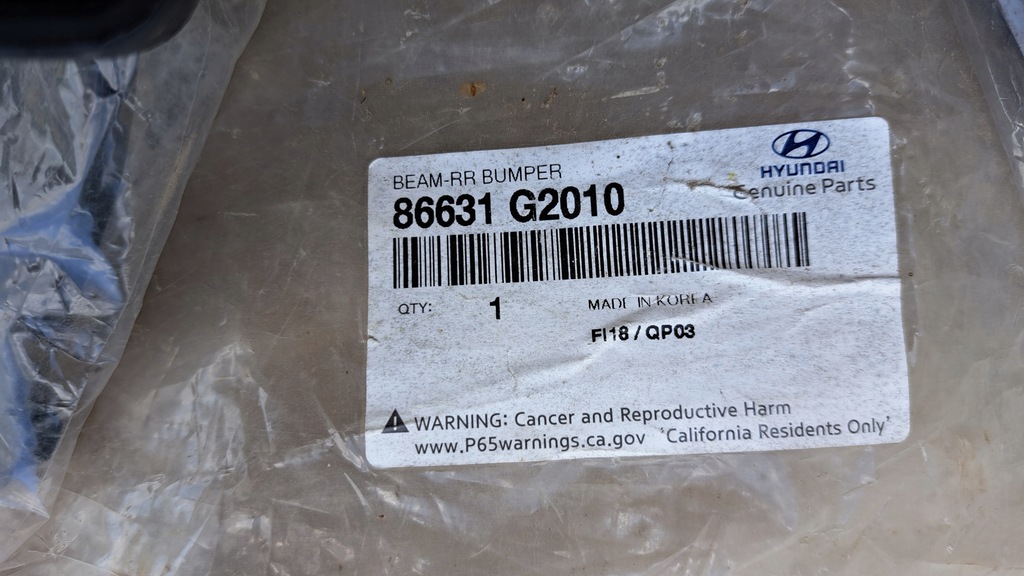 BEAM-RR BUMPER
HYUNDAI
86631 G2010
Genuine Parts
QTY: 1 MADE IN KOREA
FI18 / QP03
WARNING: Cancer and Reproductive Harm
www.P65warnings.ca.gov 'California Residents Only'